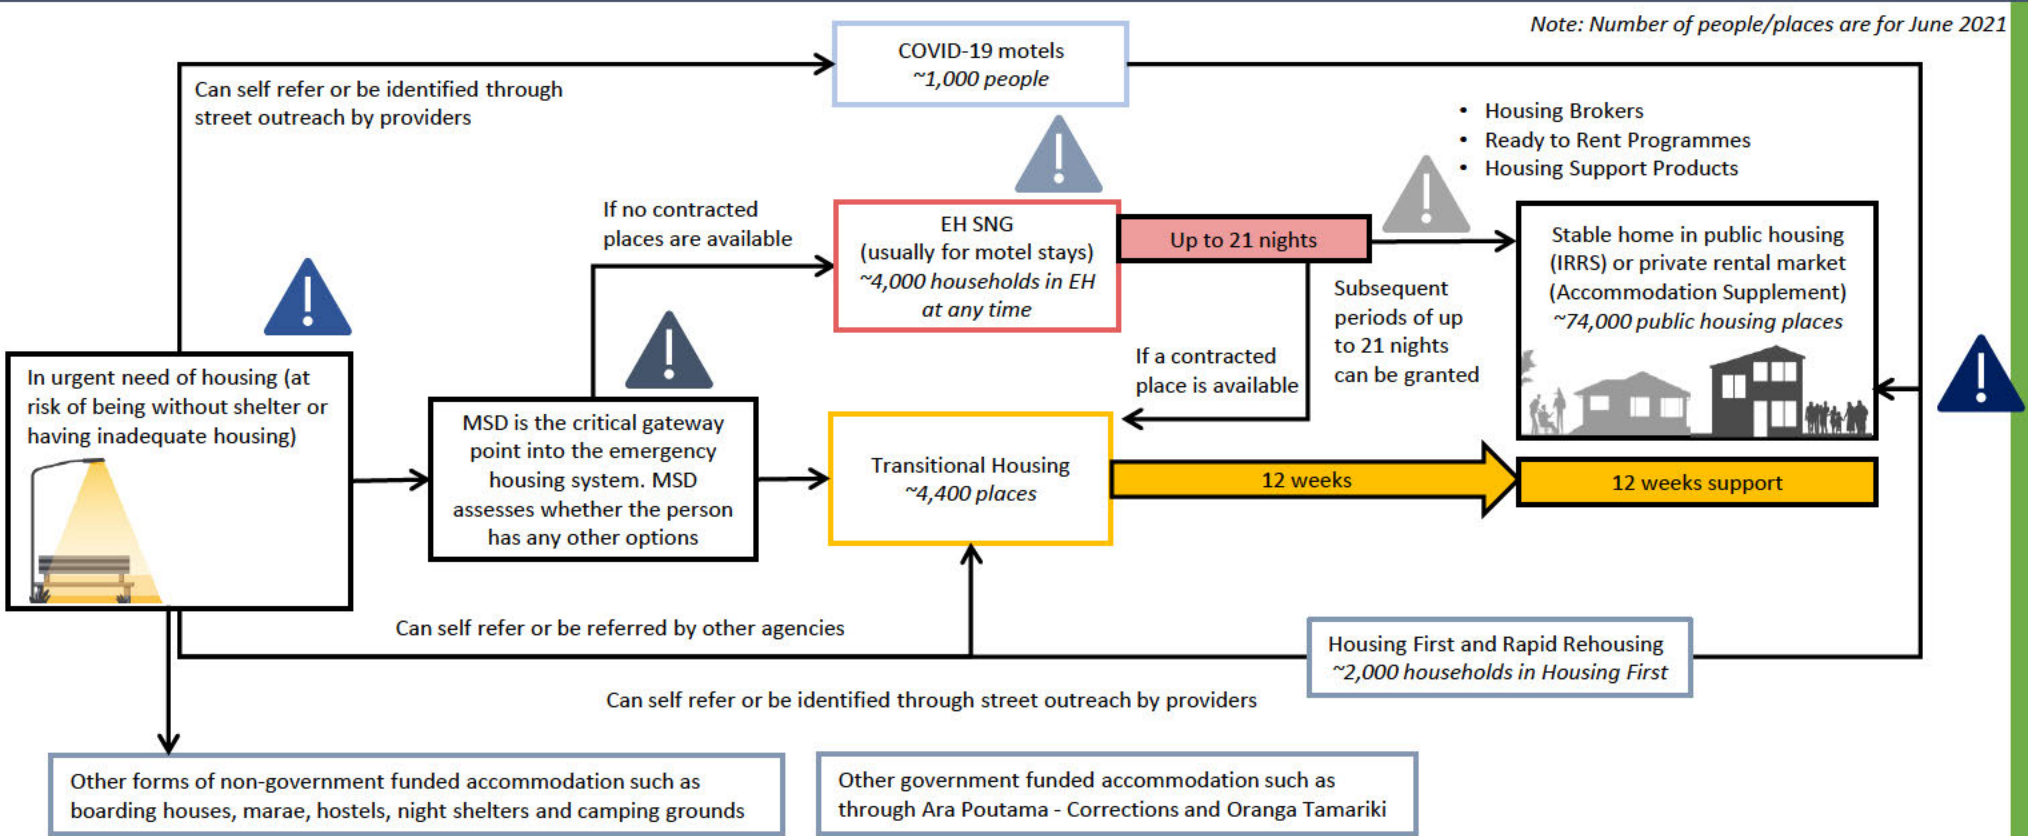 Note: Number of people/places are for June 2021
COVID-19 motels
~1,000 people
Can self refer or be identified through
street outreach by providers
• Housing Brokers
• Ready to Rent Programmes
• Housing Support Products
If no contracted
places are available
EH SNG
(usually for motel stays)
~4,000 households in EH
at any time
Up to 21 nights
Stable home in public housing
(IRRS) or private rental market
(Accommodation Supplement)
~74,000 public housing places
Subsequent
periods of up
to 21 nights
can be granted
If a contracted
place is available
In urgent need of housing (at
risk of being without shelter or
having inadequate housing)
MSD is the critical gateway
point into the emergency
housing system. MSD
assesses whether the person
has any other options
Transitional Housing
~4,400 places
12 weeks
12 weeks support
Can self refer or be referred by other agencies
Housing First and Rapid Rehousing
~2,000 households in Housing First
Can self refer or be identified through street outreach by providers
Other forms of non-government funded accommodation such as
boarding houses, marae, hostels, night shelters and camping grounds
Other government funded accommodation such as
through Ara Poutama - Corrections and Oranga Tamariki